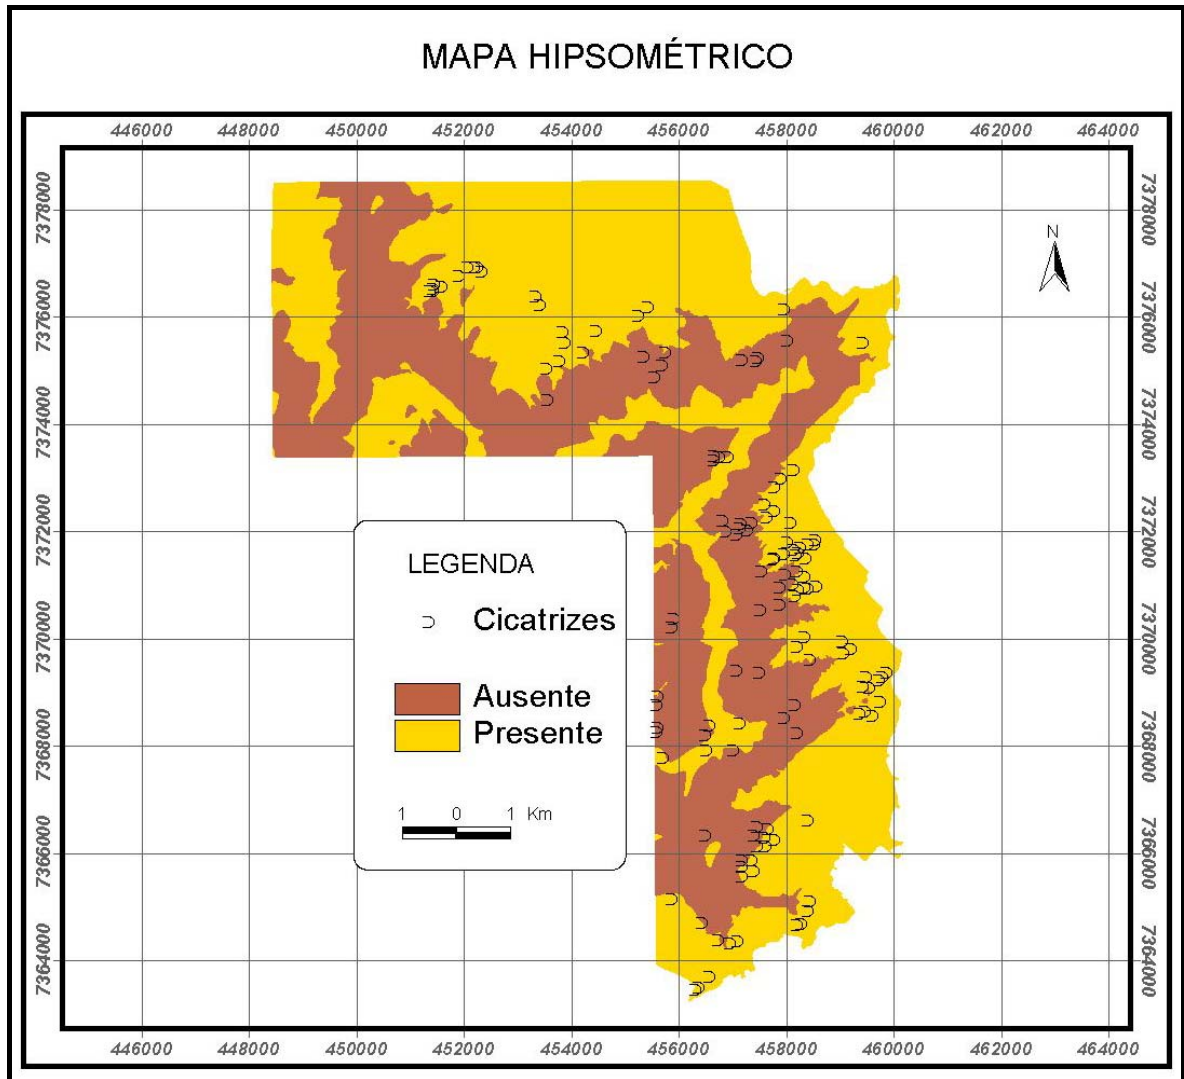 MAPA HIPSOMÉTRICO
446000 448000 450000 452000 454000 456000 458000 460000 462000 464000
7378000 7378000
N
7376000 7376000
7374000 7374000
7372000 7372000
LEGENDA
Cicatrizes
7370000 7370000
Ausente
Presente
7368000 7368000
1 0 1 Km
7366000 7366000
7364000 7364000
446000 448000 450000 452000 454000 456000 458000 460000 462000 464000